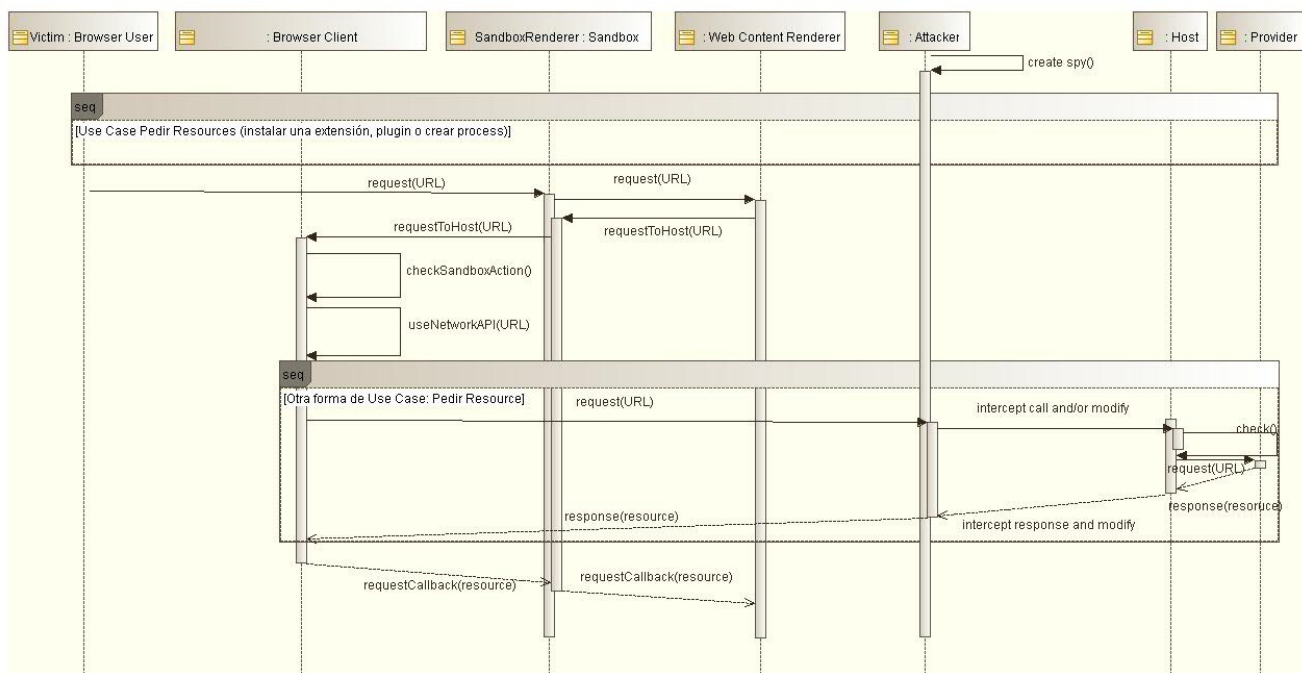 Victim : Browser User
: Browser Client
SandboxRenderer : Sandbox
: Web Content Renderer
: Attacker
: Host
: Provider
create spy()
seq
[Use Case Pedir Resources (instalar una extensión, plugin o crear process)]
request(URL)
request(URL)
requestToHost(URL)
requestToHost(URL)
checkSandboxAction()
useNetworkAPI(URL)
seq
[Otra forma de Use Case: Pedir Resource]
request(URL)
intercept call and/or modify
check()
request(URL)
response(resoruce)
response(resource)
intercept response and modify
requestCallback(resource)
requestCallback(resource)